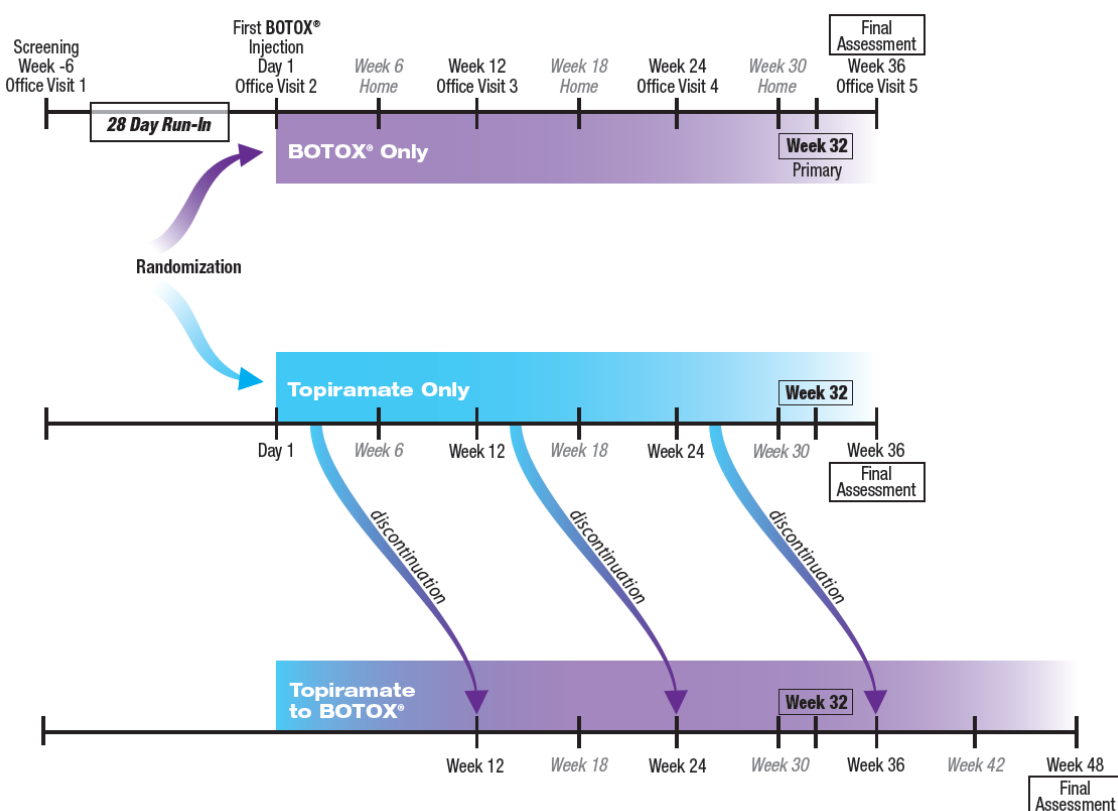 Screening
Week -6
Office Visit 1
First BOTOX®
Injection
Day 1
Office Visit 2
Week 6
Home
Week 12
Office Visit 3
Week 18
Home
Week 24
Office Visit 4
Week 30
Home
Final
Assessment
Week 36
Office Visit 5
28 Day Run-In
BOTOX® Only
Week 32
Primary
Randomization
Topiramate Only
Week 32
Day 1
Week 6
Week 12
Week 18
Week 24
Week 30
Week 36
Final
Assessment
discontinuation
discontinuation
discontinuation
Topiramate
to BOTOX®
Week 32
Week 12
Week 18
Week 24
Week 30
Week 36
Week 42
Week 48
Final
Assessment